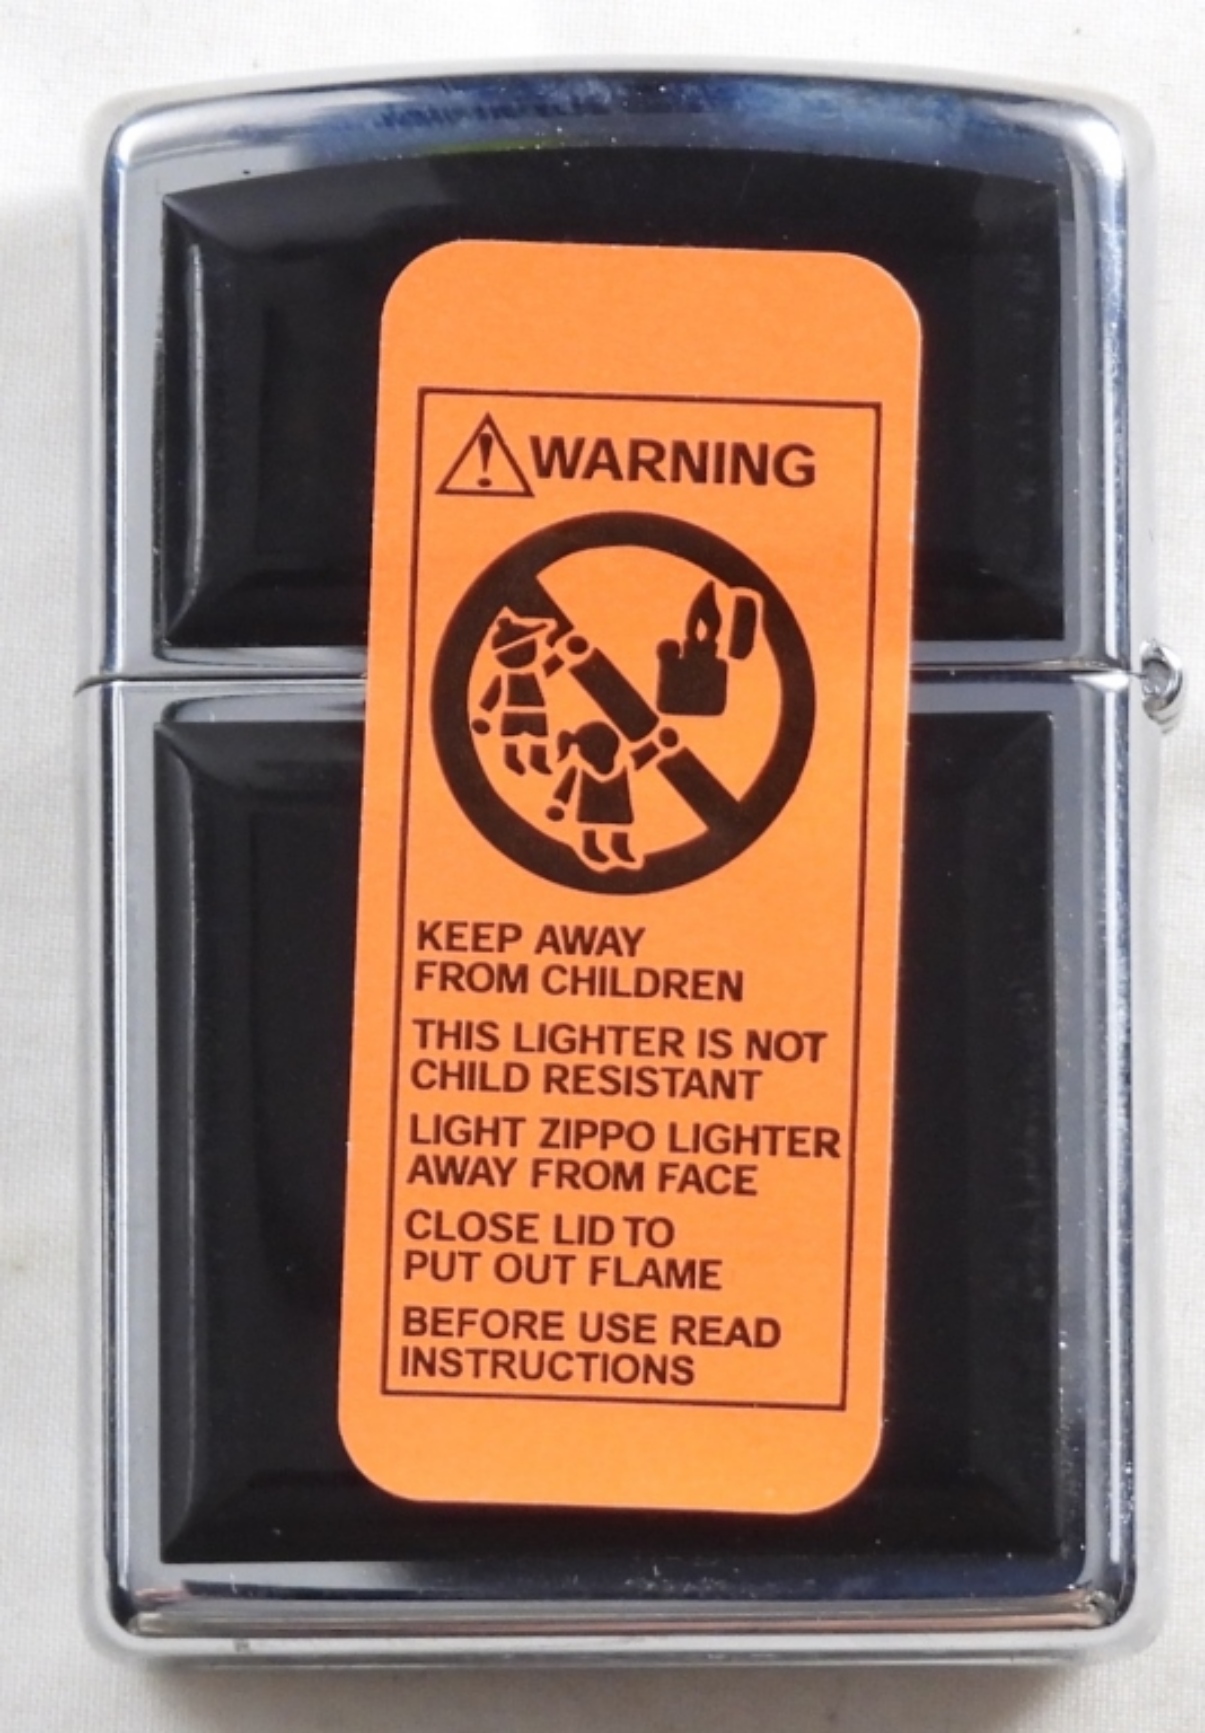 WARNING
KEEP AWAY
FROM CHILDREN
THIS LIGHTER IS NOT
CHILD RESISTANT
LIGHT ZIPPO LIGHTER
AWAY FROM FACE
CLOSE LID TO
PUT OUT FLAME
BEFORE USE READ
INSTRUCTIONS